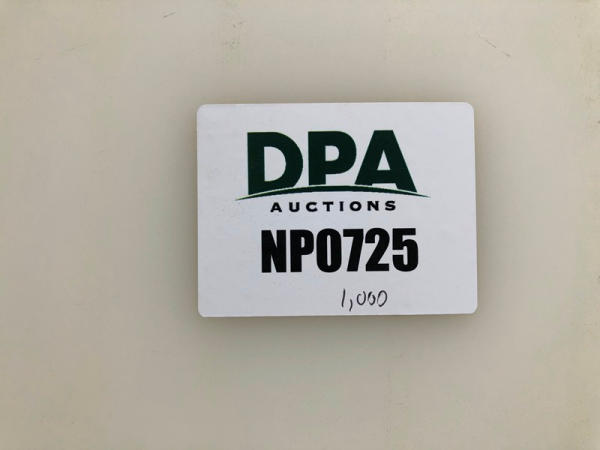 DPA
AUCTIONS
NP0725
1,000